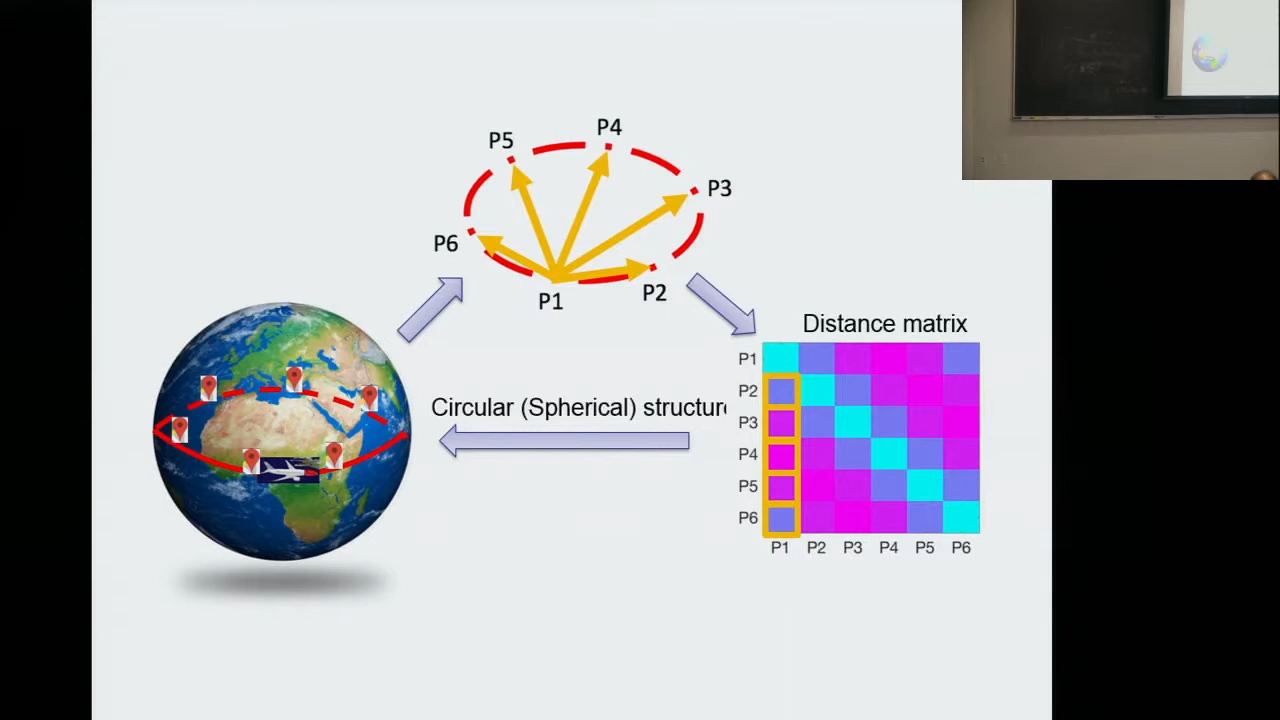 P5
P4
P3
P6
P1
P2
Distance matrix
P1
P2
P3
P4
P5
P6
P1 P2 P3 P4 P5 P6
Circular (Spherical) structure